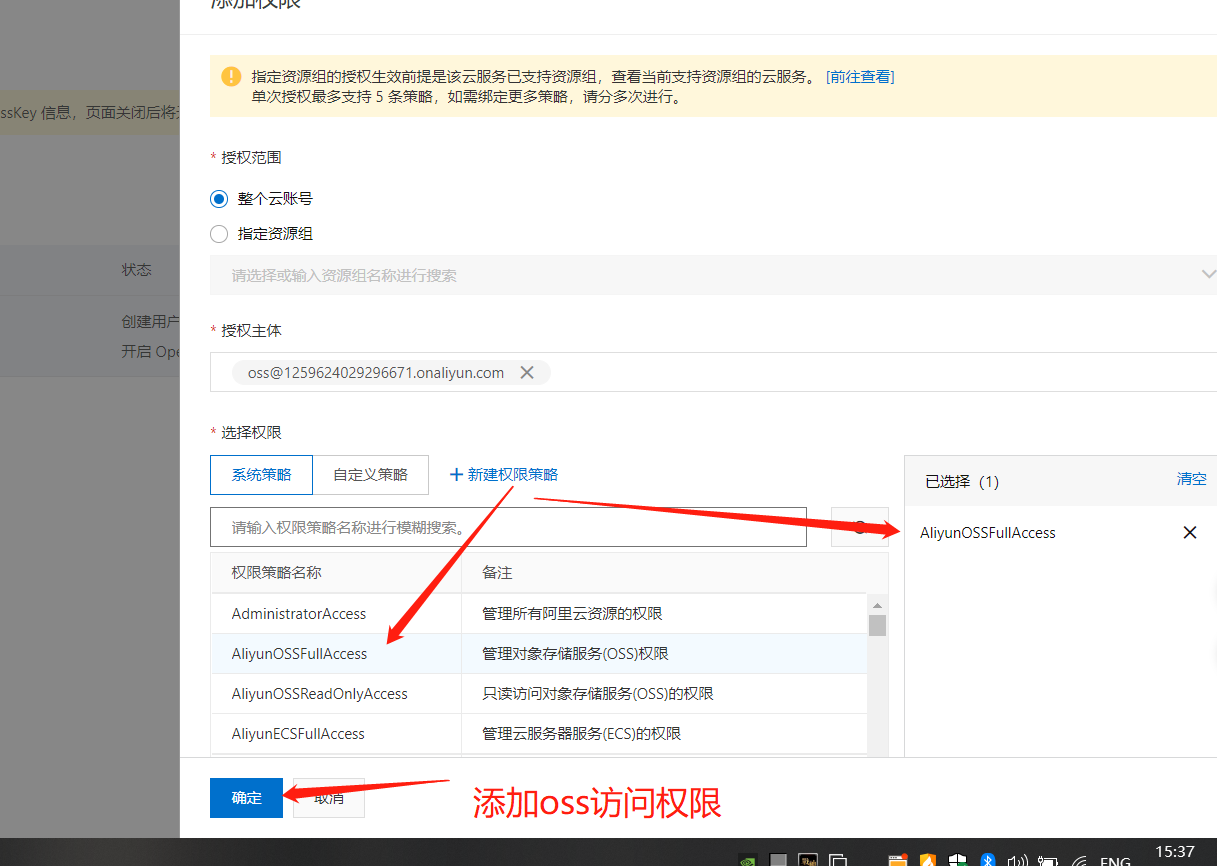 添加权限
指定资源组的授权生效前提是该云服务已支持资源组，查看当前支持资源组的云服务。 [前往查看]
单次授权最多支持 5 条策略，如需绑定更多策略，请分多次进行。
ssKey 信息，页面关闭后将
* 授权范围
整个云账号
指定资源组
请选择或输入资源组名称进行搜索
状态
创建用户
开启 Ope
* 授权主体
oss@1259624029296671.onaliyun.com
* 选择权限
系统策略 自定义策略 + 新建权限策略
已选择（1） 清空
请输入权限策略名称进行模糊搜索。
AliyunOSSFullAccess
权限策略名称 备注
AdministratorAccess 管理所有阿里云资源的权限
AliyunOSSFullAccess 管理对象存储服务(OSS)权限
AliyunOSSReadOnlyAccess 只读访问对象存储服务(OSS)的权限
AliyunECSFullAccess 管理云服务器服务(ECS)的权限
确定 取消
添加oss访问权限
ENG 15:37